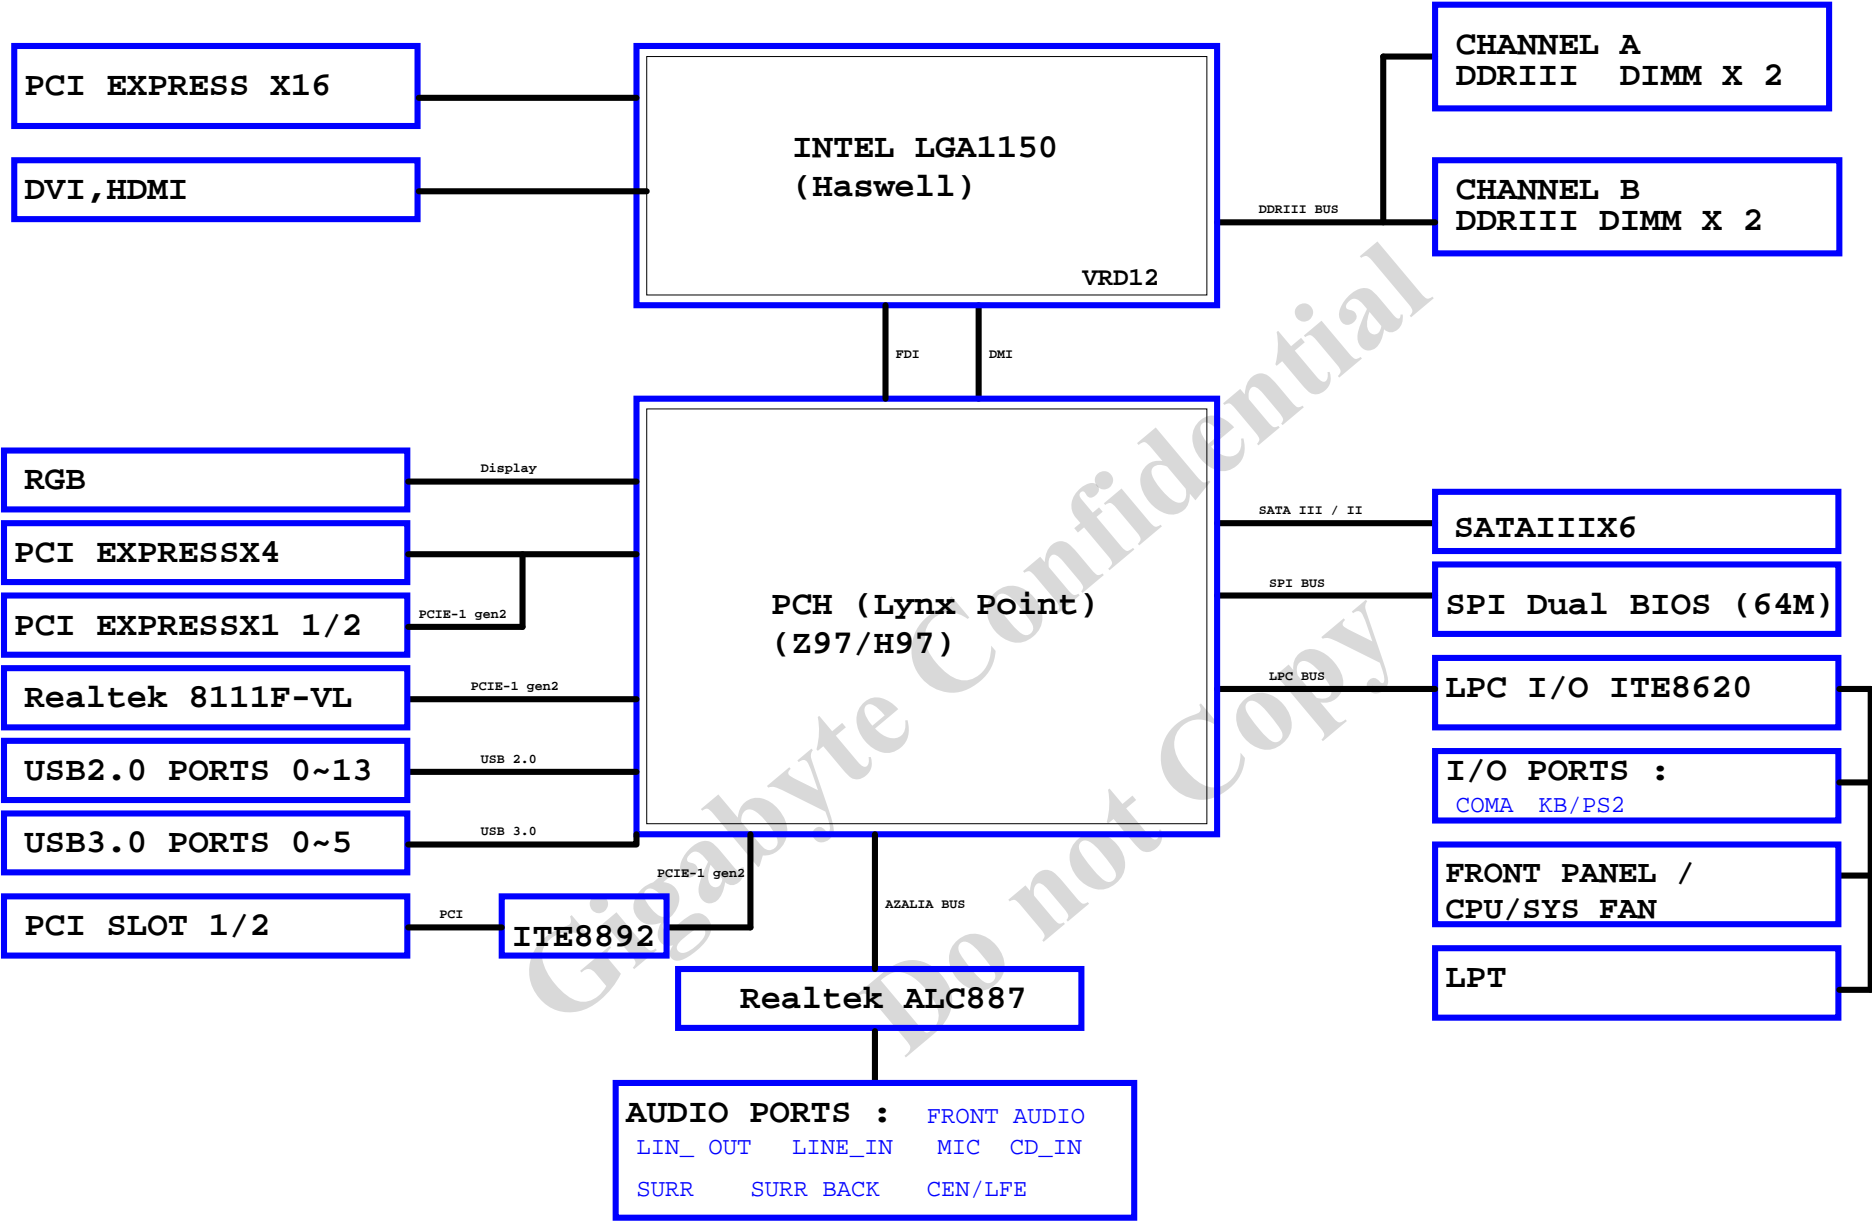 PCI EXPRESS X16
DVI,HDMI
INTEL LGA1150
(Haswell)
VRD12
DDRIII BUS
CHANNEL A
DDRIII DIMM X 2
CHANNEL B
DDRIII DIMM X 2
FDI
DMI
RGB
Display
PCI EXPRESSX4
PCI EXPRESSX1 1/2
PCIE-1 gen2
Realtek 8111F-VL
PCIE-1 gen2
USB2.0 PORTS 0~13
USB 2.0
USB3.0 PORTS 0~5
USB 3.0
PCI SLOT 1/2
PCI
ITE8892
PCIE-1 gen2
PCH (Lynx Point)
(Z97/H97)
SATA III / II
SATAIIIX6
SPI BUS
SPI Dual BIOS (64M)
LPC BUS
LPC I/O ITE8620
I/O PORTS :
COMA KB/PS2
FRONT PANEL /
CPU/SYS FAN
LPT
AZALIA BUS
Realtek ALC887
AUDIO PORTS : FRONT AUDIO
LIN_ OUT LINE_IN MIC CD_IN
SURR SURR BACK CEN/LFE
Gigabyte Confidential
Do not Copy